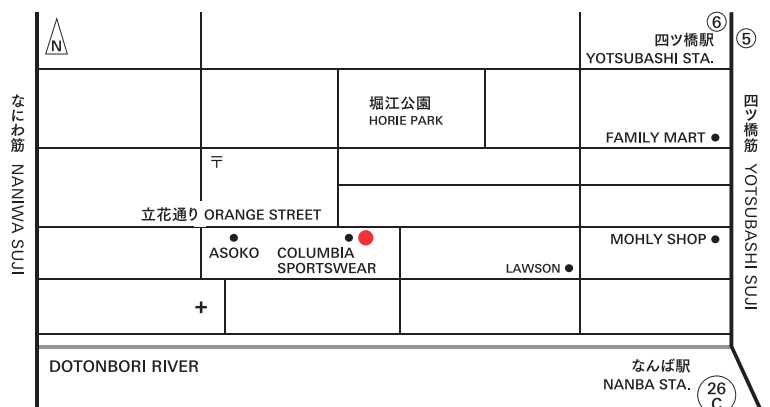 N
⑥
四ツ橋駅
YOTSUBASHI STA.
⑤
堀江公園
HORIE PARK
なにわ筋 NANIWA SUJI
四ツ橋筋 YOTSUBASHI SUJI
FAMILY MART
〒
立花通り ORANGE STREET
ASOKO
COLUMBIA
SPORTSWEAR
MOHLY SHOP
LAWSON
DOTONBORI RIVER
なんば駅
NANBA STA.
26
C